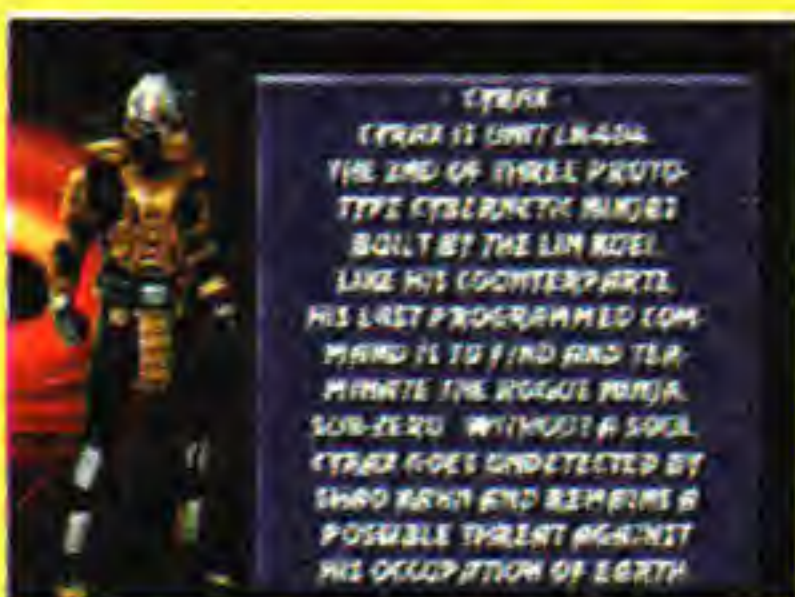 CYRAX
CYRAX IS UNIT LK-4D4.
THE 2ND OF THREE PROTO-
TYPE CYBERNETIC NINJAS
BUILT BY THE LIN KUEI.
LIKE HIS COUNTERPARTS,
HIS LAST PROGRAMMED COM-
MAND IS TO FIND AND TER-
MINATE THE ROGUE NINJA,
SUB-ZERO. WITHOUT A SOUL
CYRAX GOES UNDETECTED BY
SHAO KAHN AND REMAINS A
POSSIBLE THREAT AGAINST
HIS OCCUPATION OF EARTH.